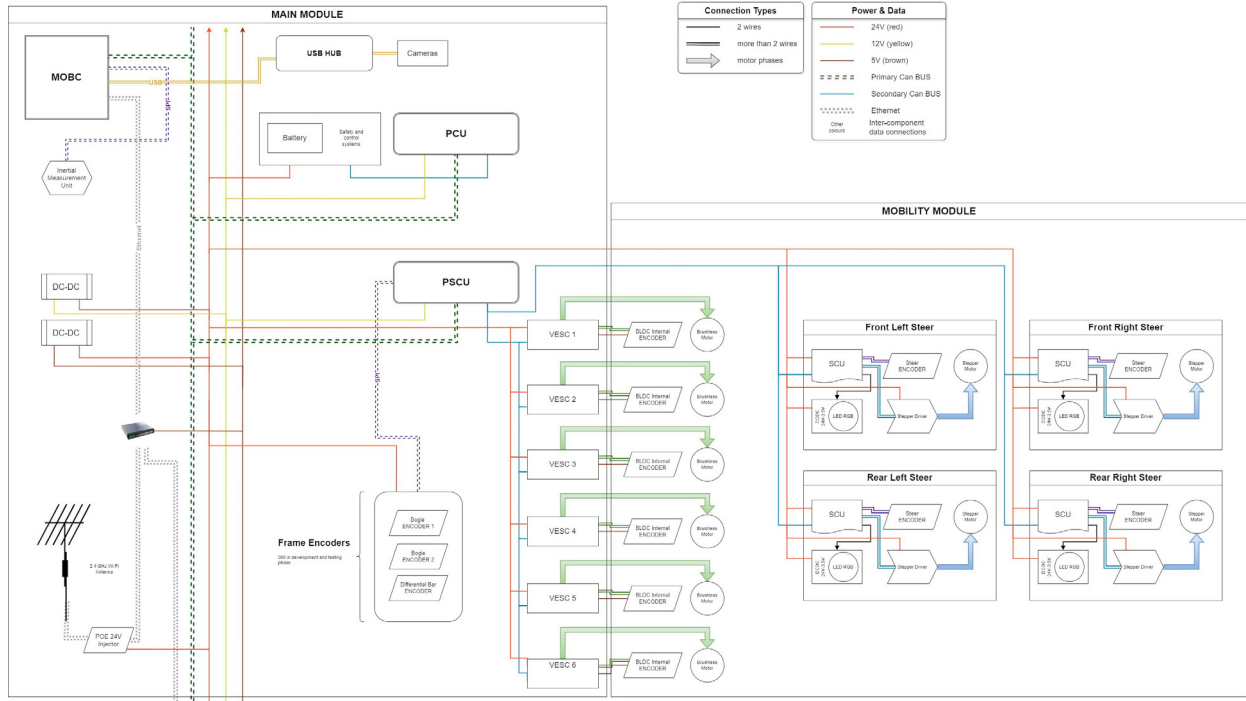 MAIN MODULE
MOBC
USB HUB
Cameras
USB
SPI
Battery
Safety and
control
systems
PCU
Inertial
Measurement
Unit
Ethernet
DC-DC
DC-DC
PSCU
SPI
2.4 GHz Wi-Fi
Antenna
POE 24V
Injector
Frame Encoders
Still in development and testing
phase
Bogie
ENCODER 1
Bogie
ENCODER 2
Differential Bar
ENCODER
VESC 1
VESC 2
VESC 3
VESC 4
VESC 5
VESC 6
Connection Types
2 wires
more than 2 wires
motor phases
Power & Data
24V (red)
12V (yellow)
5V (brown)
Primary Can BUS
Secondary Can BUS
Ethernet
Other
colours
Inter-component
data connections
MOBILITY MODULE
BLDC Internal
ENCODER
Brushless
Motor
BLDC Internal
ENCODER
Brushless
Motor
BLDC Internal
ENCODER
Brushless
Motor
BLDC Internal
ENCODER
Brushless
Motor
BLDC Internal
ENCODER
Brushless
Motor
BLDC Internal
ENCODER
Brushless
Motor
Front Left Steer
SCU
Steer
ENCODER
Stepper
Motor
DCDC
LED RGB
Stepper Driver
Front Right Steer
SCU
Steer
ENCODER
Stepper
Motor
DCDC
LED RGB
Stepper Driver
Rear Left Steer
SCU
Steer
ENCODER
Stepper
Motor
DCDC
LED RGB
Stepper Driver
Rear Right Steer
SCU
Steer
ENCODER
Stepper
Motor
DCDC
LED RGB
Stepper Driver